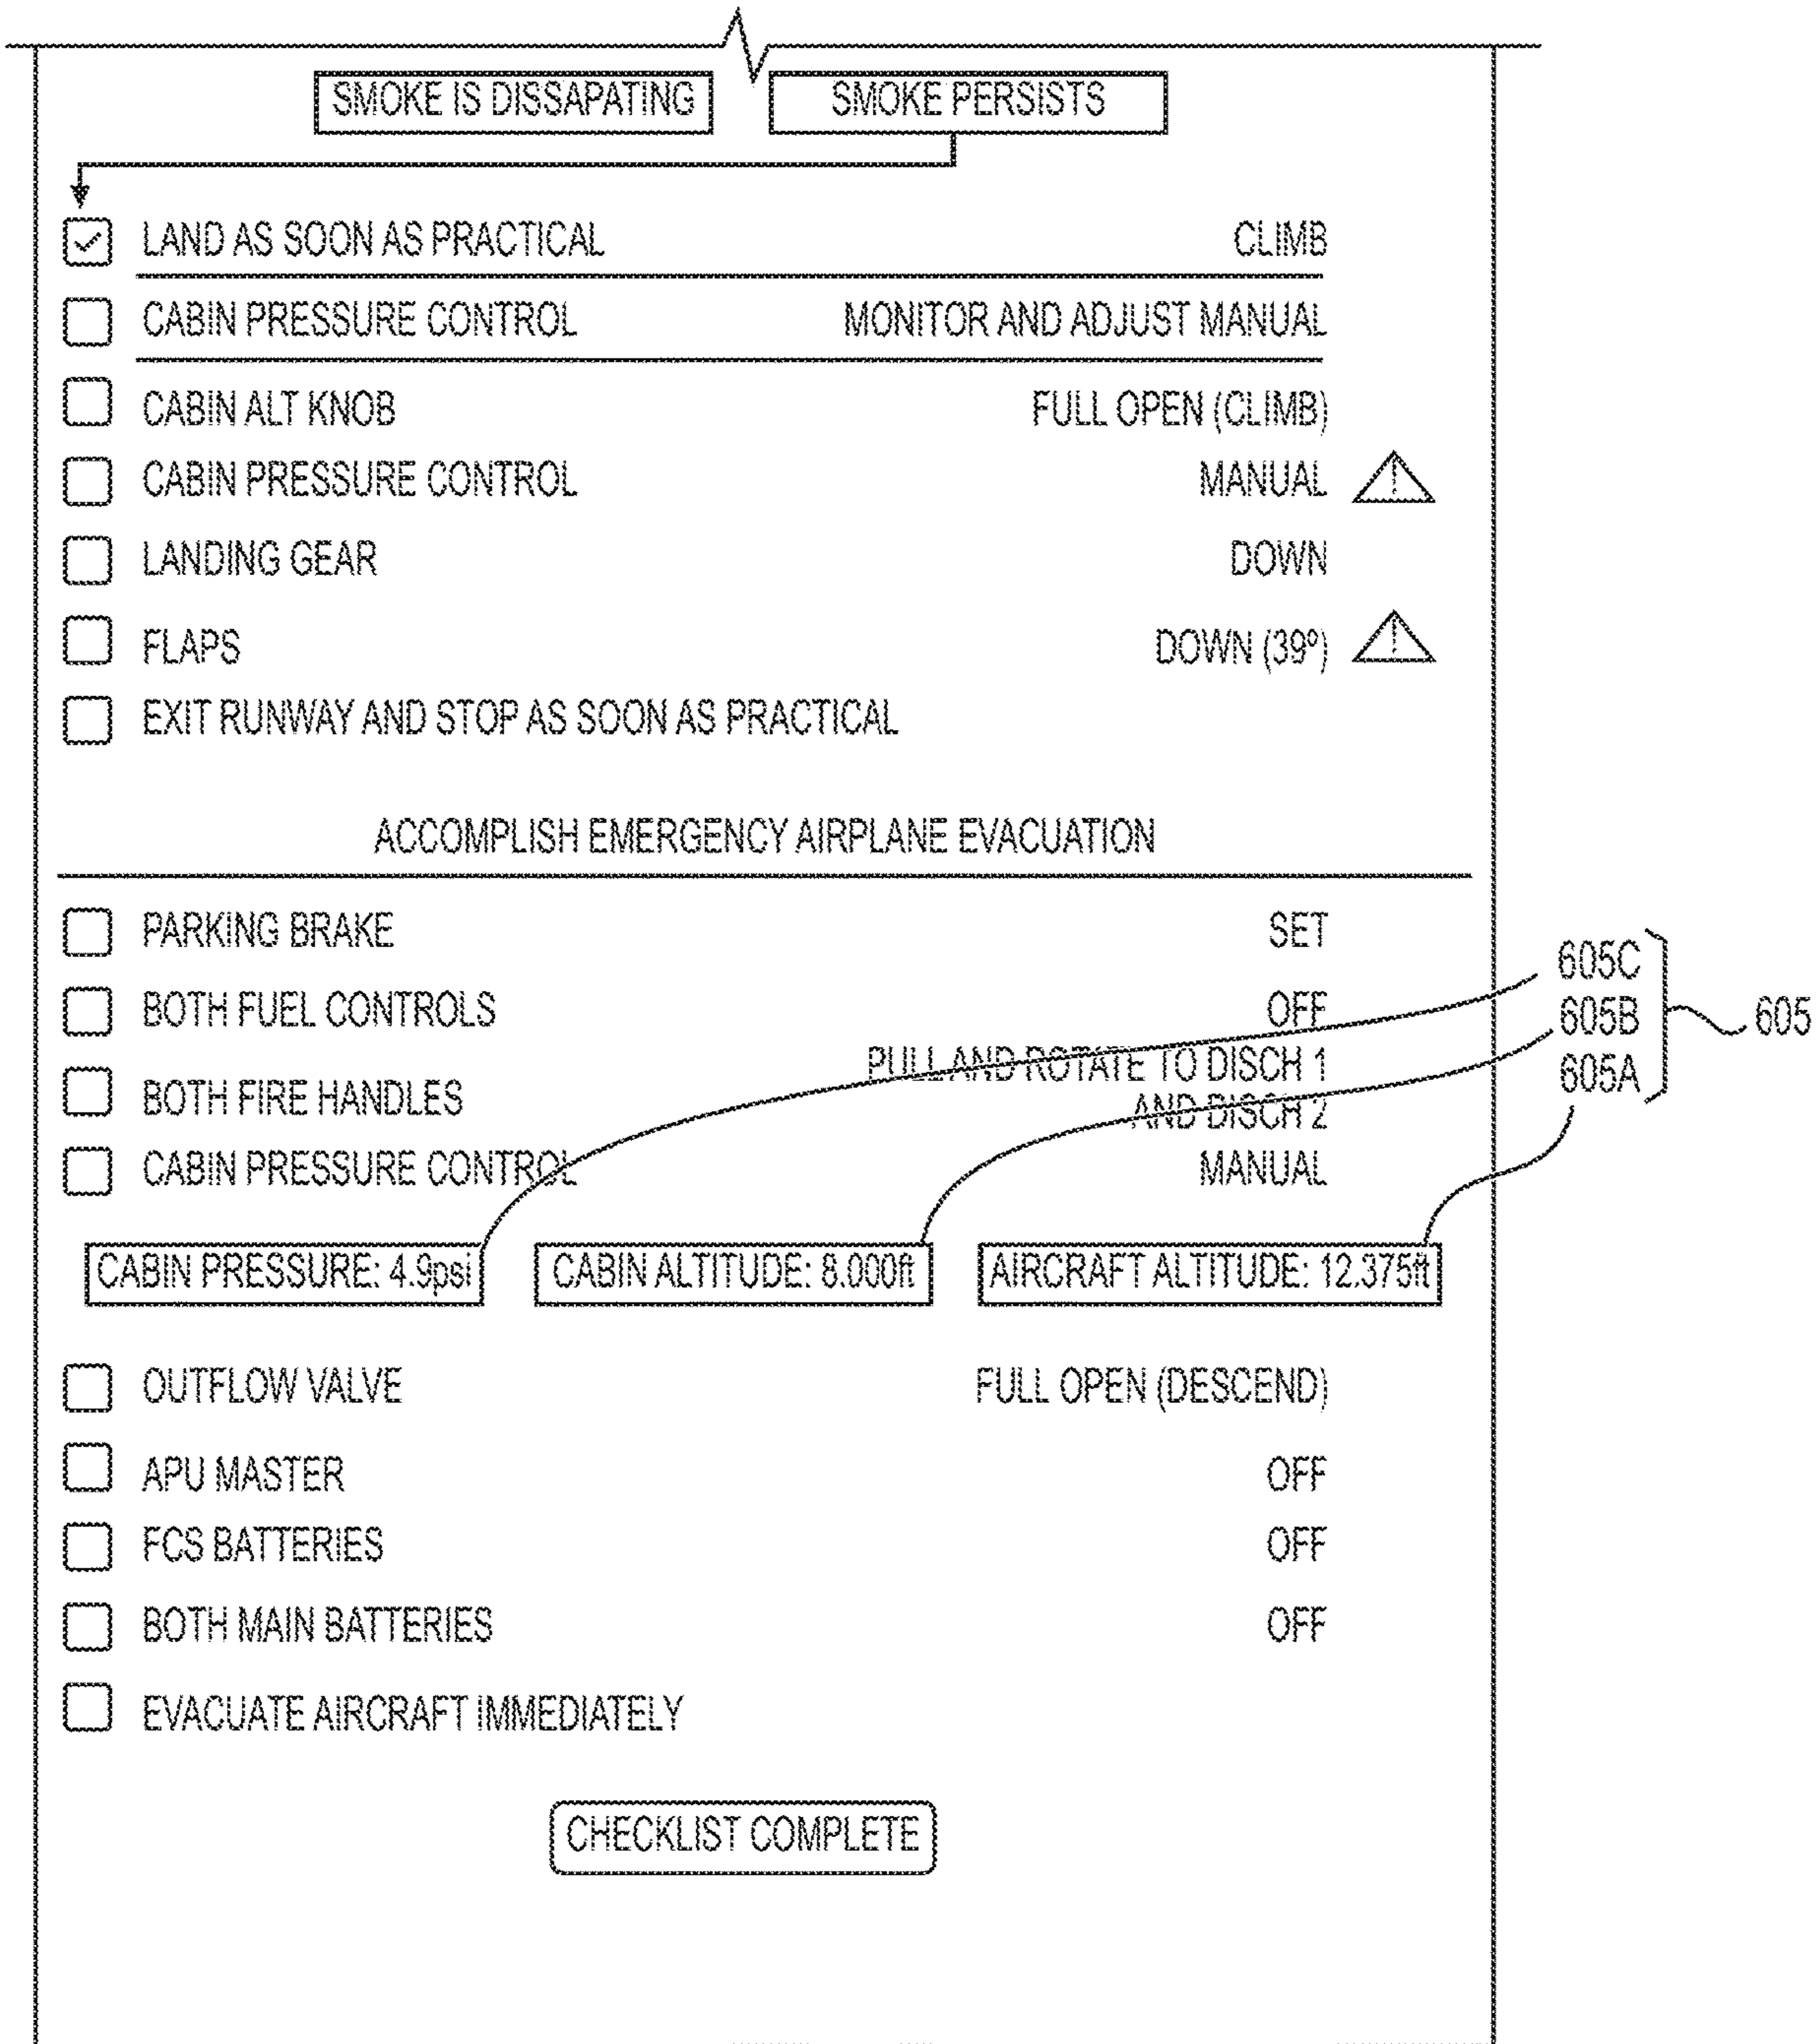 SMOKE IS DISSAPATING SMOKE PERSISTS
LAND AS SOON AS PRACTICAL CLIMB
CABIN PRESSURE CONTROL MONITOR AND ADJUST MANUAL
CABIN ALT KNOB FULL OPEN (CLIMB)
CABIN PRESSURE CONTROL MANUAL !
LANDING GEAR DOWN
FLAPS DOWN (39º) !
EXIT RUNWAY AND STOP AS SOON AS PRACTICAL
ACCOMPLISH EMERGENCY AIRPLANE EVACUATION
PARKING BRAKE SET
605C
BOTH FUEL CONTROLS OFF
605B 605
PULL AND ROTATE TO DISCH 1
605A
BOTH FIRE HANDLES AND DISCH 2
CABIN PRESSURE CONTROL MANUAL
CABIN PRESSURE: 4.9psi CABIN ALTITUDE: 8.000ft AIRCRAFT ALTITUDE: 12.375ft
OUTFLOW VALVE FULL OPEN (DESCEND)
APU MASTER OFF
FCS BATTERIES OFF
BOTH MAIN BATTERIES OFF
EVACUATE AIRCRAFT IMMEDIATELY
CHECKLIST COMPLETE